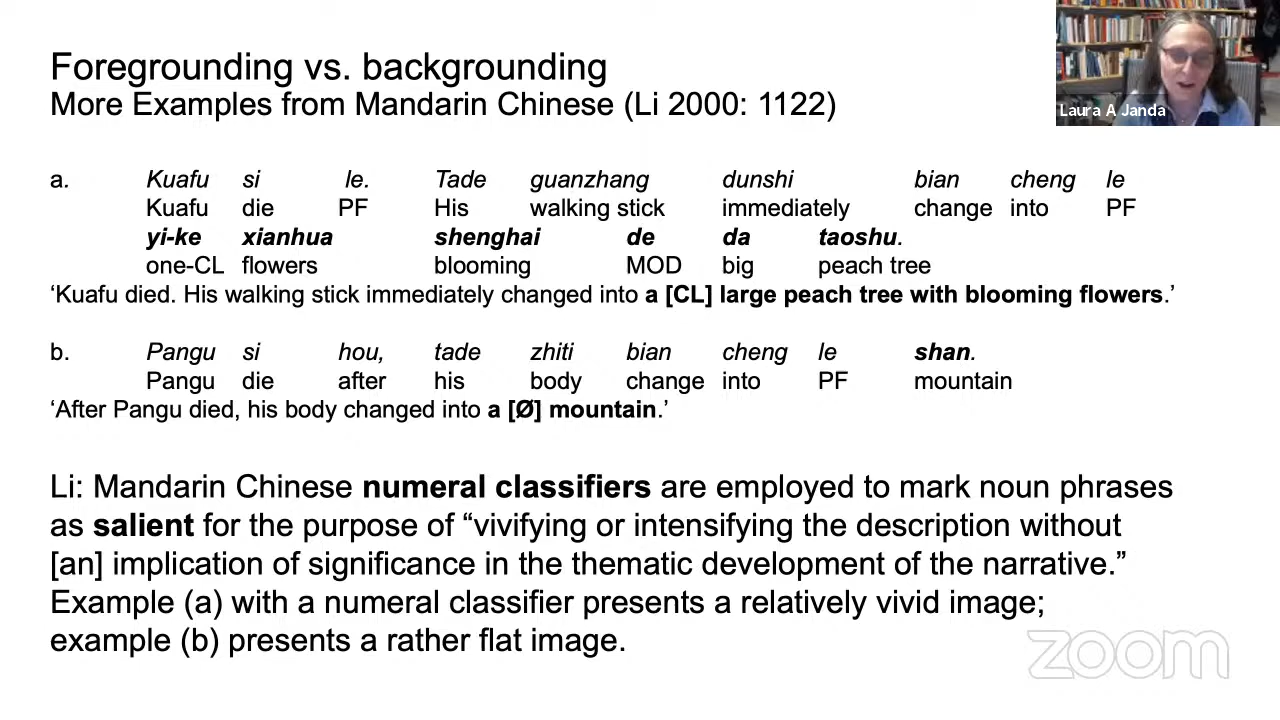 Foregrounding vs. backgrounding
More Examples from Mandarin Chinese (Li 2000: 1122)
Laura A Janda
a. Kuafu si le. Tade guanzhang dunshi bian cheng le
Kuafu die PF His walking stick immediately change into PF
yi-ke xianhua shenghai de da taoshu.
one-CL flowers blooming MOD big peach tree
‘Kuafu died. His walking stick immediately changed into a [CL] large peach tree with blooming flowers.’
b. Pangu si hou, tade zhiti bian cheng le shan.
Pangu die after his body change into PF mountain
‘After Pangu died, his body changed into a [Ø] mountain.’
Li: Mandarin Chinese numeral classifiers are employed to mark noun phrases
as salient for the purpose of “vivifying or intensifying the description without
[an] implication of significance in the thematic development of the narrative.”
Example (a) with a numeral classifier presents a relatively vivid image;
example (b) presents a rather flat image.
zoom